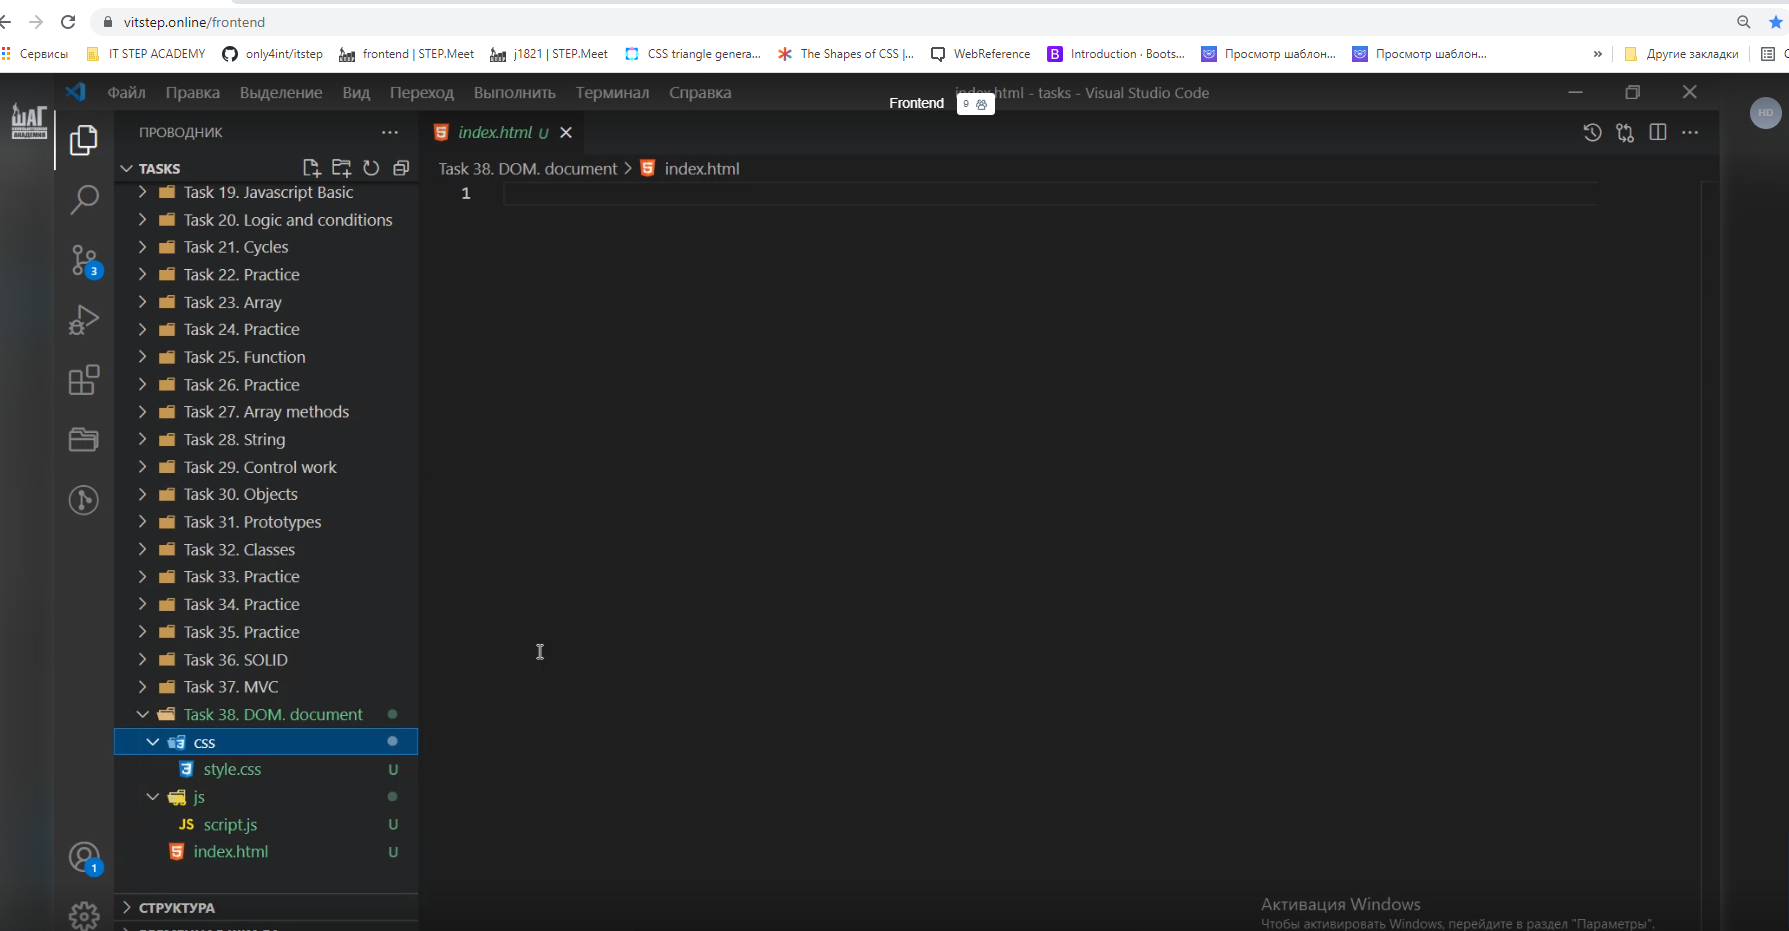 vitstep.online/frontend
Сервисы
IT STEP ACADEMY
only4int/itstep
frontend | STEP.Meet
j1821 | STEP.Meet
CSS triangle genera...
The Shapes of CSS |...
WebReference
B
Introduction · Boots...
Просмотр шаблон...
Просмотр шаблон...
»
Другие закладки
ШАГ
АКАДЕМИЯ
Файл Правка Выделение Вид Переход Выполнить Терминал Справка
html - tasks - Visual Studio Code
Frontend 9
HD
ПРОВОДНИК
index.html U
TASKS
Task 38. DOM. document > index.html
1
Task 19. Javascript Basic
Task 20. Logic and conditions
Task 21. Cycles
3
Task 22. Practice
Task 23. Array
Task 24. Practice
Task 25. Function
Task 26. Practice
Task 27. Array methods
Task 28. String
Task 29. Control work
Task 30. Objects
Task 31. Prototypes
Task 32. Classes
Task 33. Practice
Task 34. Practice
Task 35. Practice
Task 36. SOLID
Task 37. MVC
Task 38. DOM. document
css
style.css U
js
JS script.js U
index.html U
1
СТРУКТУРА
Активация Windows
Чтобы активировать Windows, перейдите в раздел "Параметры".